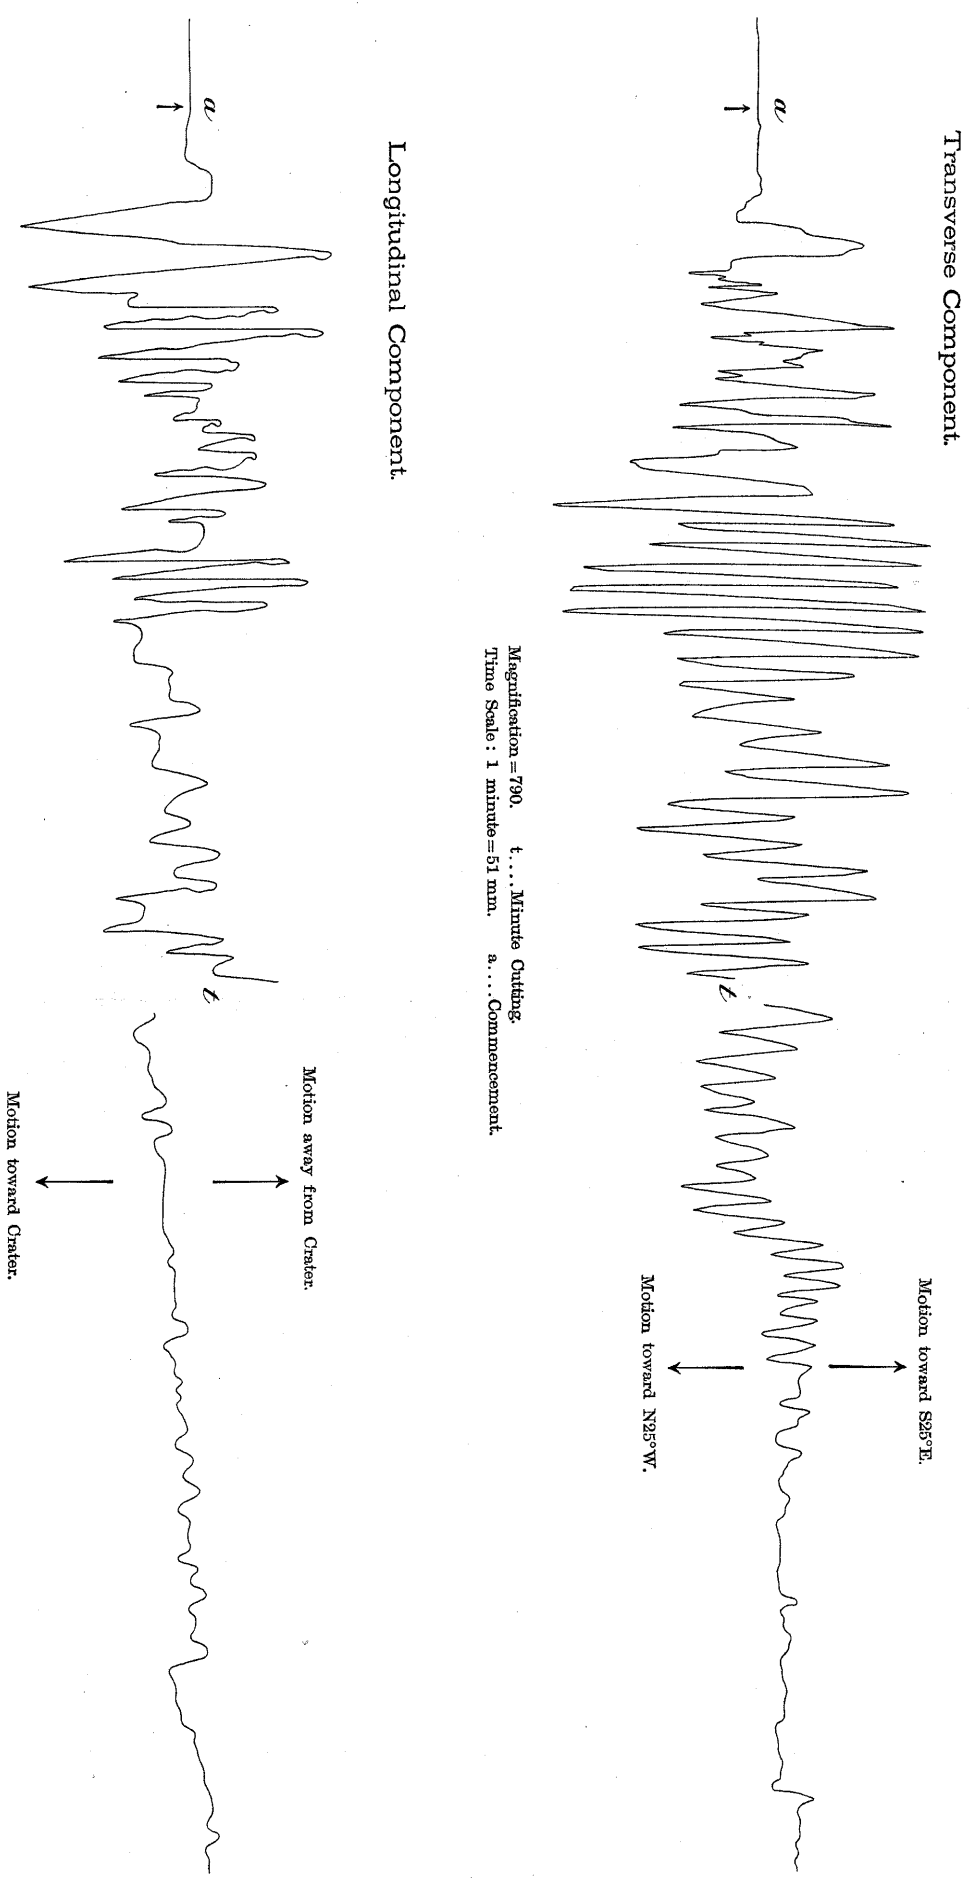 Transverse Component.
a
t
Motion toward S25°E.
Motion toward N25°W.
Magnification=790. t....Minute Cutting.
Time Scale: 1 minute=51 mm. a....Commencement.
Longitudinal Component.
a
t
Motion away from Crater.
Motion toward Crater.